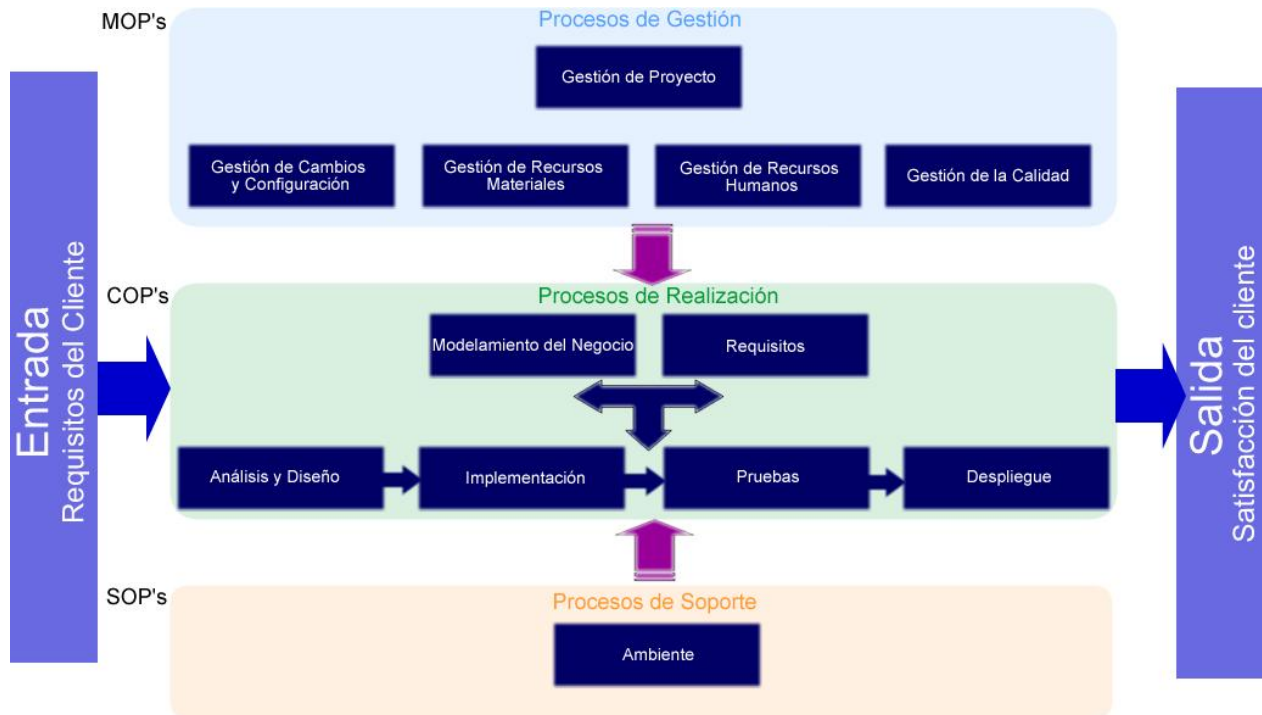 MOP's
Procesos de Gestión
Gestión de Proyecto
Gestión de Cambios
y Configuración
Gestión de Recursos
Materiales
Gestión de Recursos
Humanos
Gestión de la Calidad
Entrada
Requisitos del Cliente
COP's
Procesos de Realización
Modelamiento del Negocio
Requisitos
Análisis y Diseño
Implementación
Pruebas
Despliegue
Salida
Satisfacción del cliente
SOP's
Procesos de Soporte
Ambiente